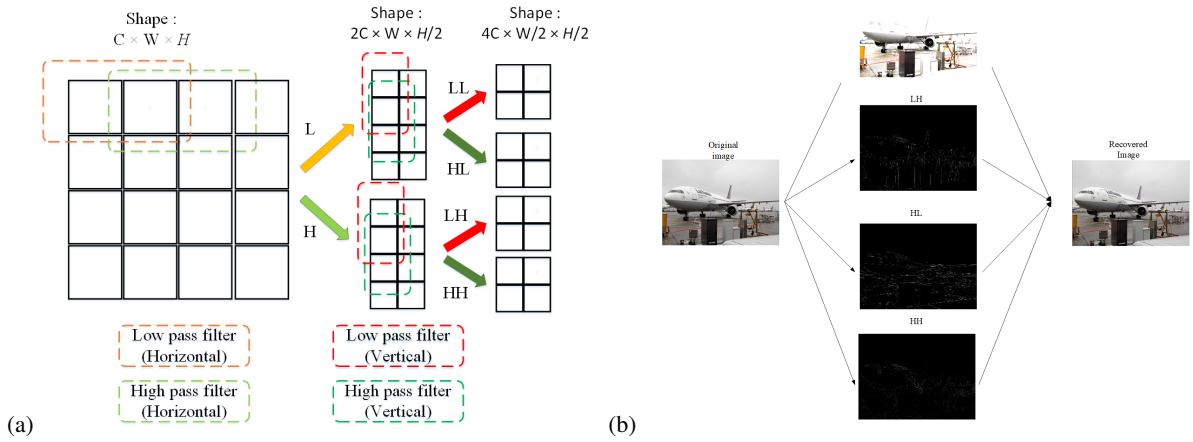 Shape :
C × W × H
Shape :
2C × W × H/2
Shape :
4C × W/2 × H/2
L
H
LL
HL
LH
HH
Low pass filter
(Horizontal)
High pass filter
(Horizontal)
Low pass filter
(Vertical)
High pass filter
(Vertical)
(a)
Original
image
LH
HL
HH
Recovered
Image
(b)